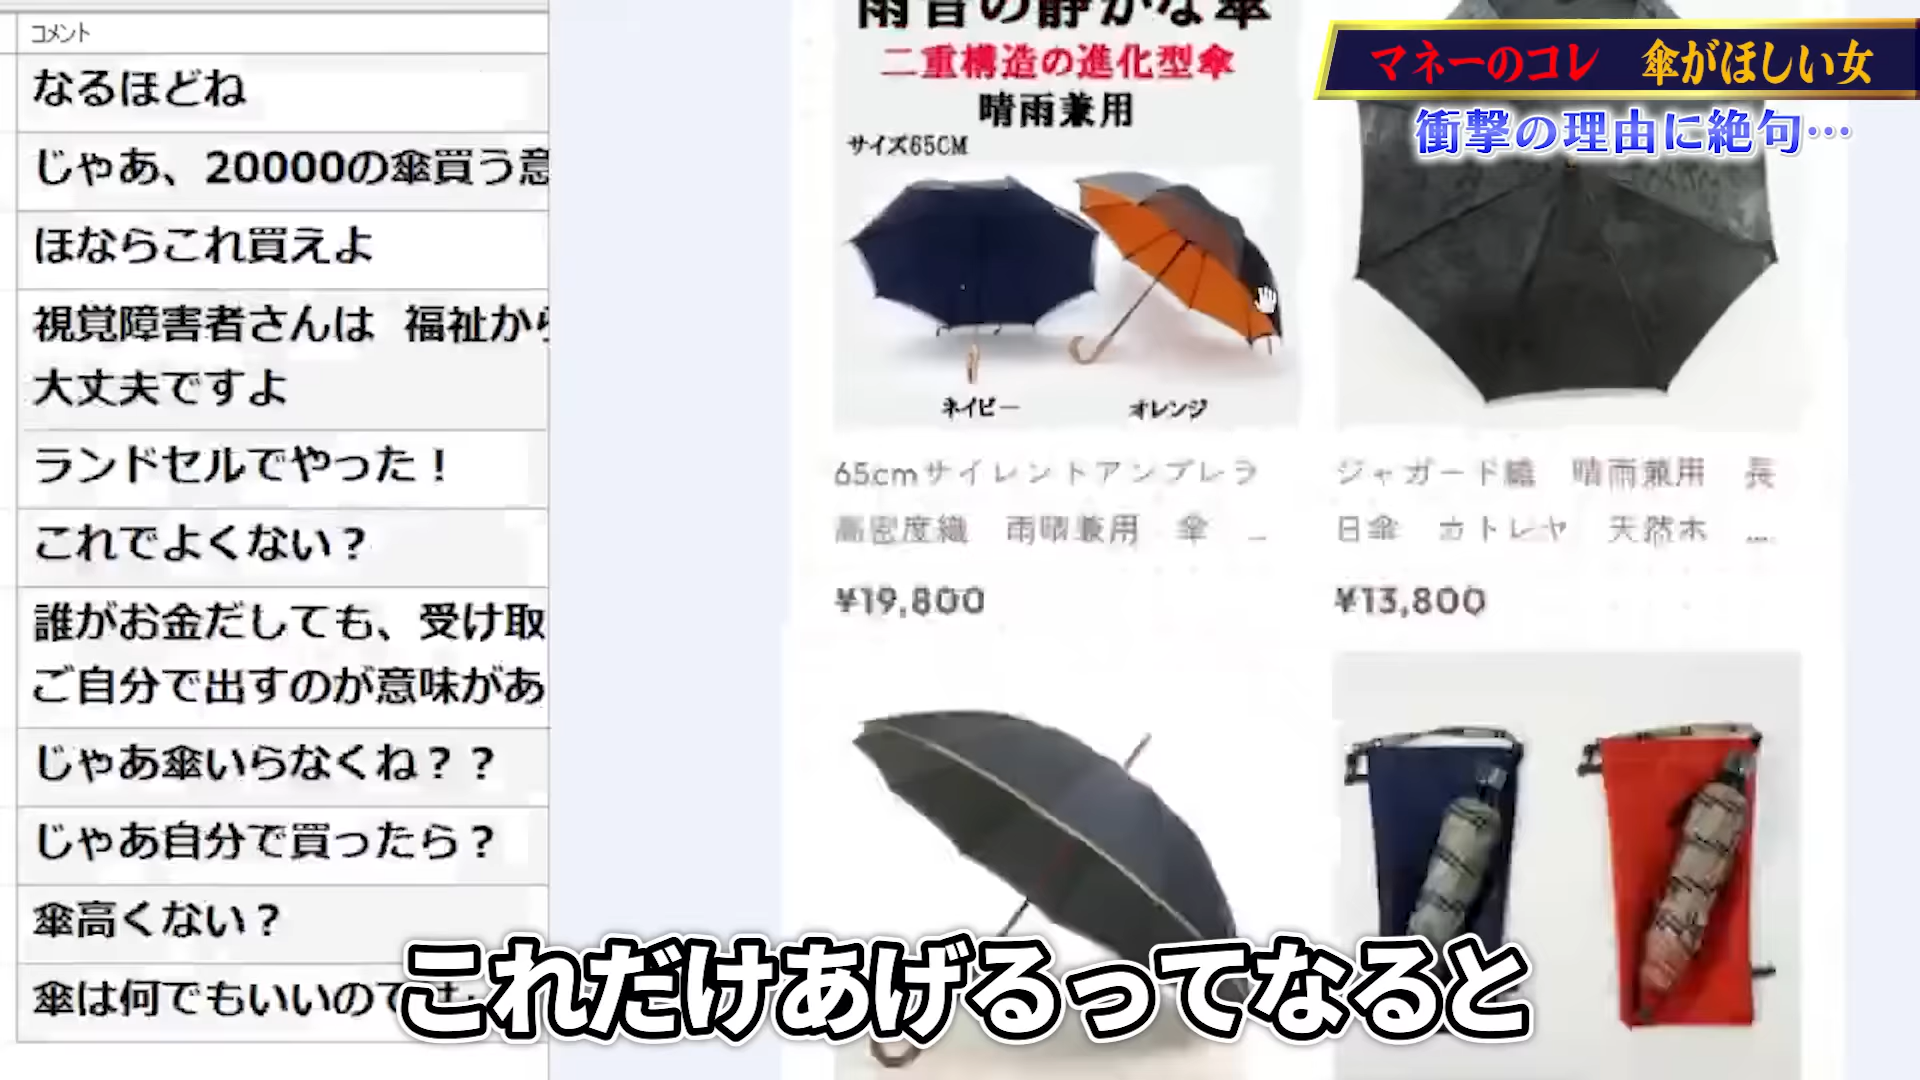 コメント
なるほどね
じゃあ、20000の傘買う意
ほならこれ買えよ
視覚障害者さんは 福祉から
大丈夫ですよ
ランドセルでやった！
これでよくない？
誰がお金だしても、受け取
ご自分で出すのが意味があ
じゃあ傘いらなくね？？
じゃあ自分で買ったら？
傘高くない？
傘は何でもいいので
雨音の静かな傘
二重構造の進化型傘
晴雨兼用
サイズ65CM
ネイビー
オレンジ
65cmサイレントアンブレラ
高密度織 雨晴兼用 傘 ...
¥19,800
ジャガード織 晴雨兼用 長
日傘 カトレヤ 天然木 ...
¥13,800
マネーのコレ 傘がほしい女
衝撃の理由に絶句…
これだけあげるってなると